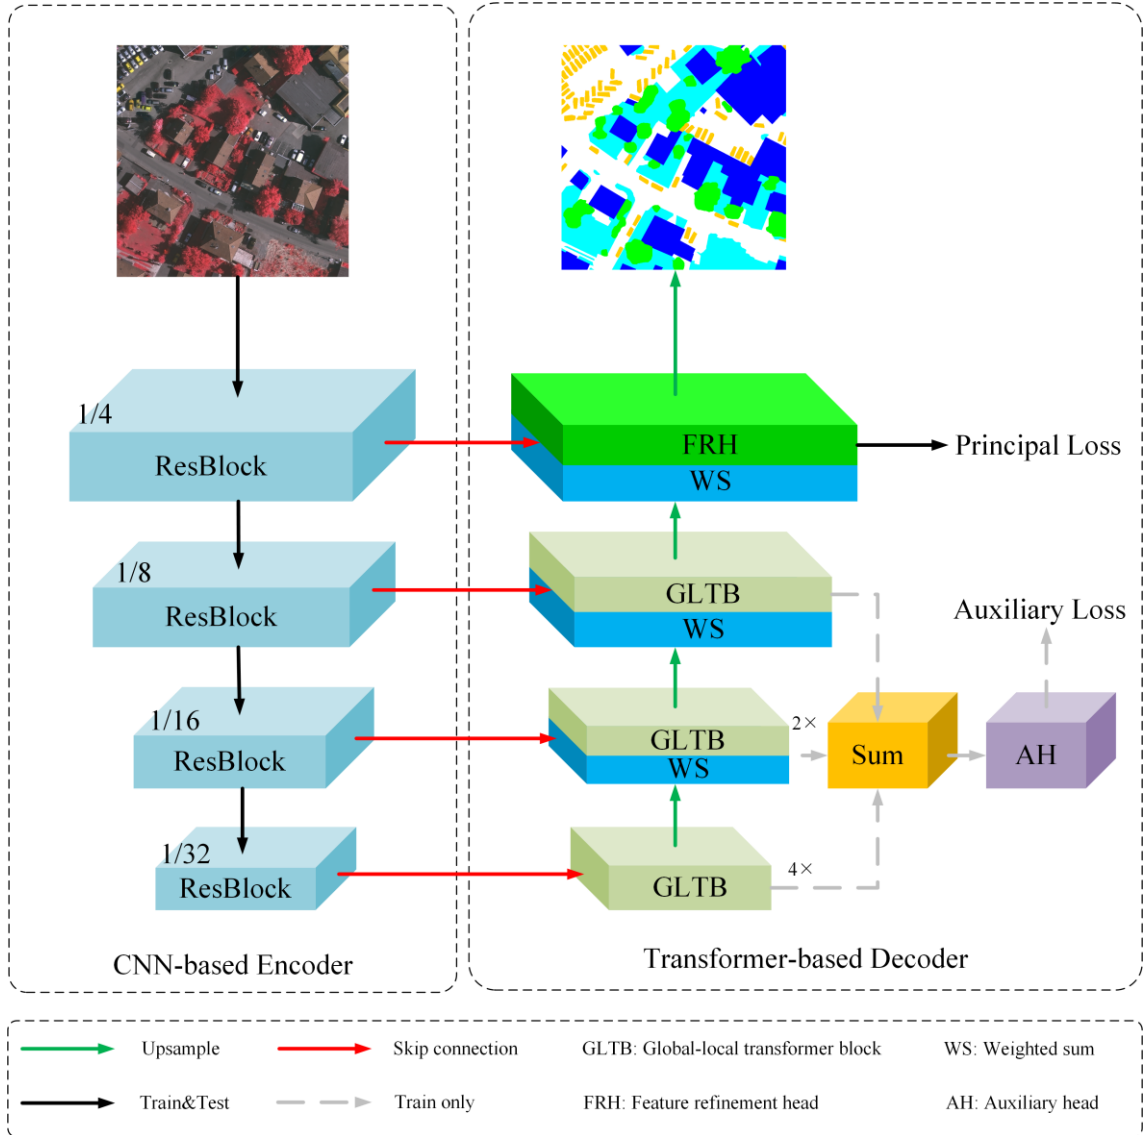 1/4
ResBlock
FRH
WS
Principal Loss
1/8
ResBlock
GLTB
WS
Auxiliary Loss
1/16
ResBlock
GLTB
WS
2×
Sum
AH
1/32
ResBlock
GLTB
4×
CNN-based Encoder
Transformer-based Decoder
Upsample
Skip connection
GLTB: Global-local transformer block
WS: Weighted sum
Train&Test
Train only
FRH: Feature refinement head
AH: Auxiliary head